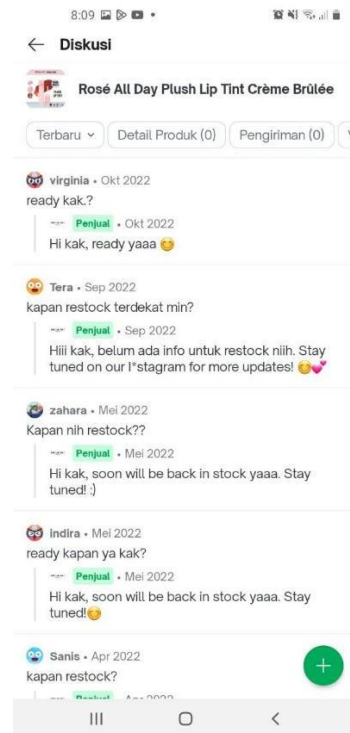 8:09
Diskusi
Rosé All Day Plush Lip Tint Crème Brûlée
Terbaru
Detail Produk (0)
Pengiriman (0)
virginia • Okt 2022
ready kak.?
Penjual • Okt 2022
Hi kak, ready yaaa 😊
Tera • Sep 2022
kapan restock terdekat min?
Penjual • Sep 2022
Hiii kak, belum ada info untuk restock niih. Stay
tuned on our I*stagram for more updates! 😊💕
zahara • Mei 2022
Kapan nih restock??
Penjual • Mei 2022
Hi kak, soon will be back in stock yaaa. Stay
tuned! :)
indira • Mei 2022
ready kapan ya kak?
Penjual • Mei 2022
Hi kak, soon will be back in stock yaaa. Stay
tuned!😊
Sanis • Apr 2022
kapan restock?
Penjual • Apr 2022